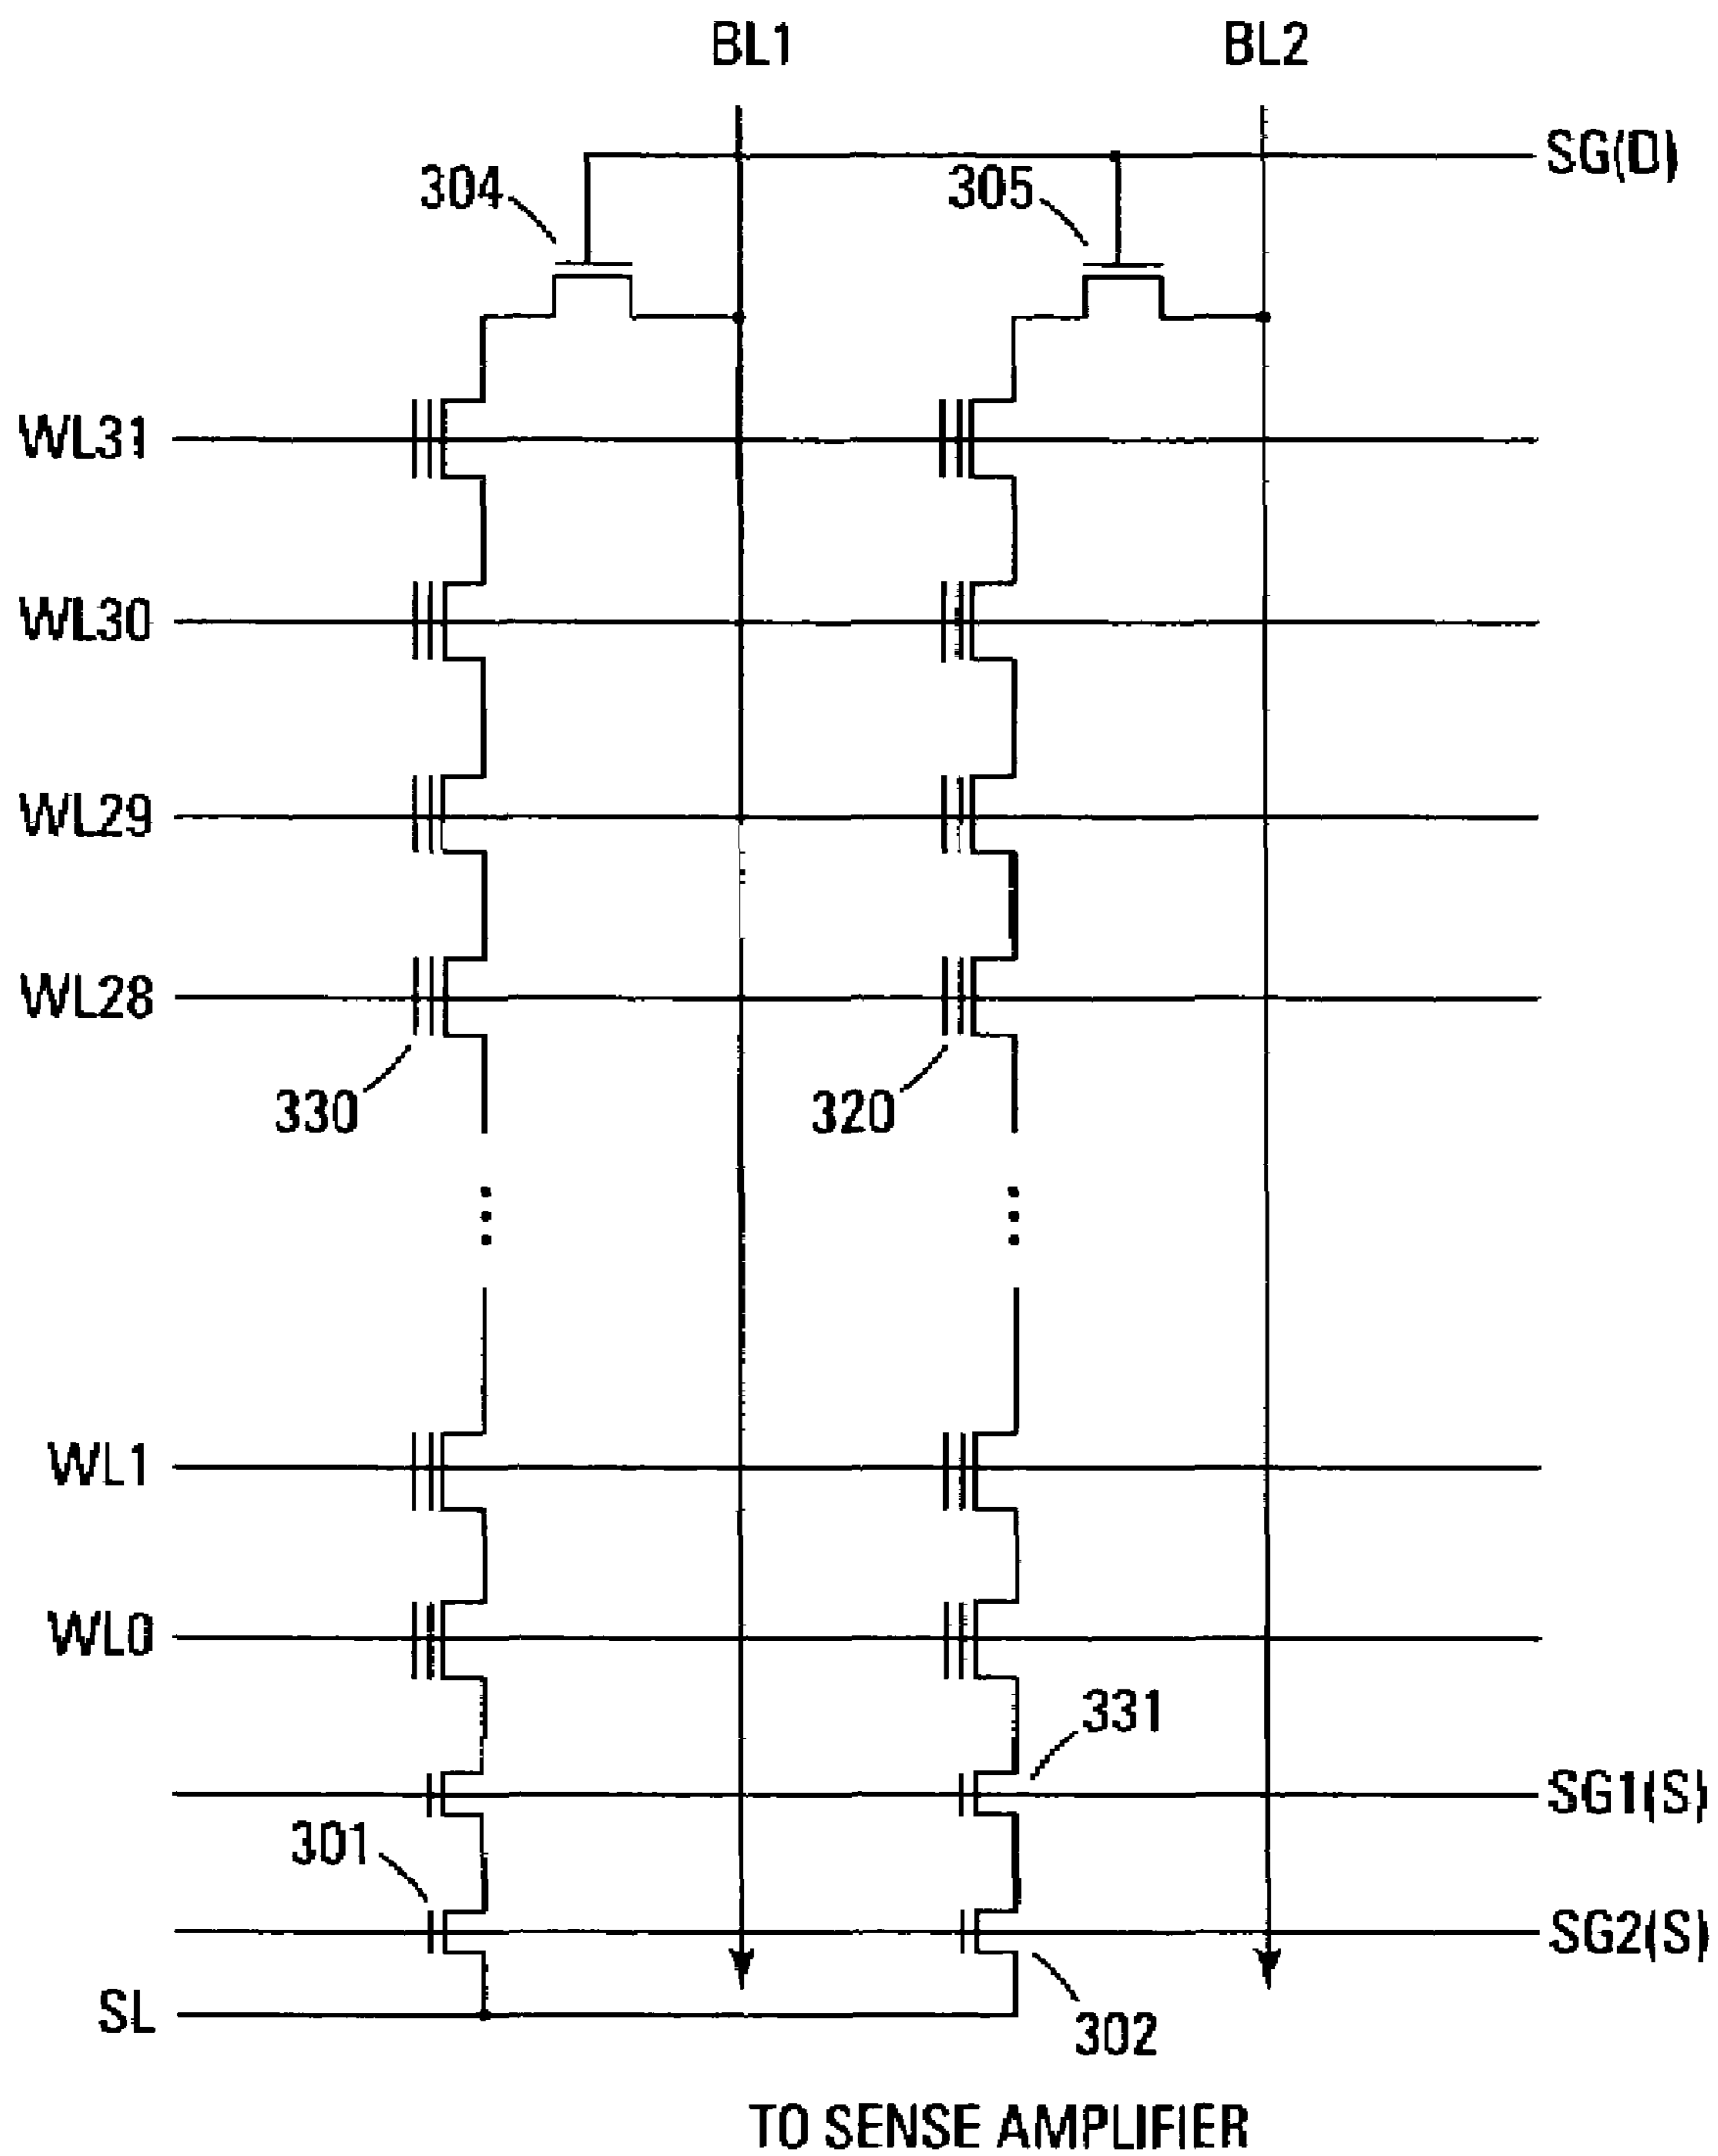 BL1 BL2
SG(D)
304 305
WL31
WL30
WL29
WL28
330 320
WL1
WL0
331
SG1(S)
301
SG2(S)
SL
302
TO SENSE AMPLIFIER